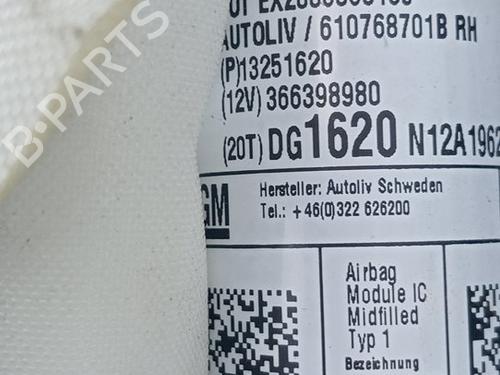 AUTOLIV / 610768701B RH
(P)13251620
(12V) 366398980
(20T) DG1620 N12A1962
GM
Hersteller: Autoliv Schweden
Tel.: +46(0)322 626200
Airbag
Module IC
Midfilled
Typ 1
Bezeichnung
B-PARTS